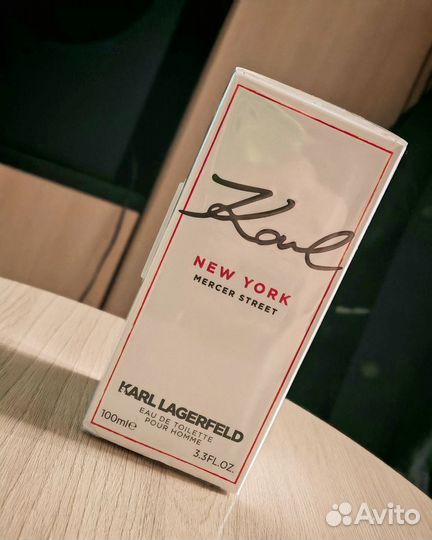 Karl
NEW YORK
MERCER STREET
KARL LAGERFELD
EAU DE TOILETTE
POUR HOMME
100ml℮
3.3FL.OZ.
Avito